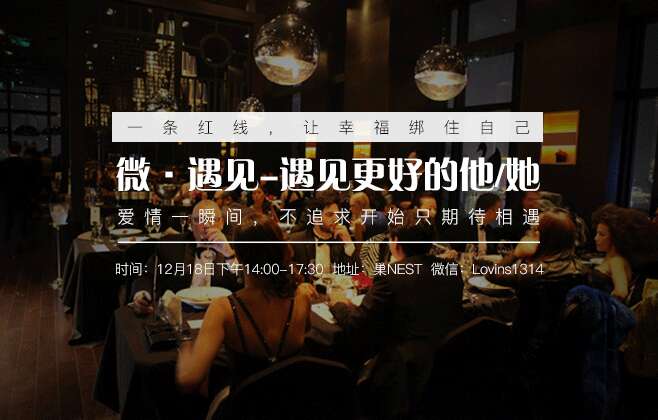 一条红线，让幸福绑住自己
微·遇见-遇见更好的他/她
爱情一瞬间，不追求开始只期待相遇
时间：12月18日下午14:00-17:30 地址：巢NEST 微信：Lovins1314